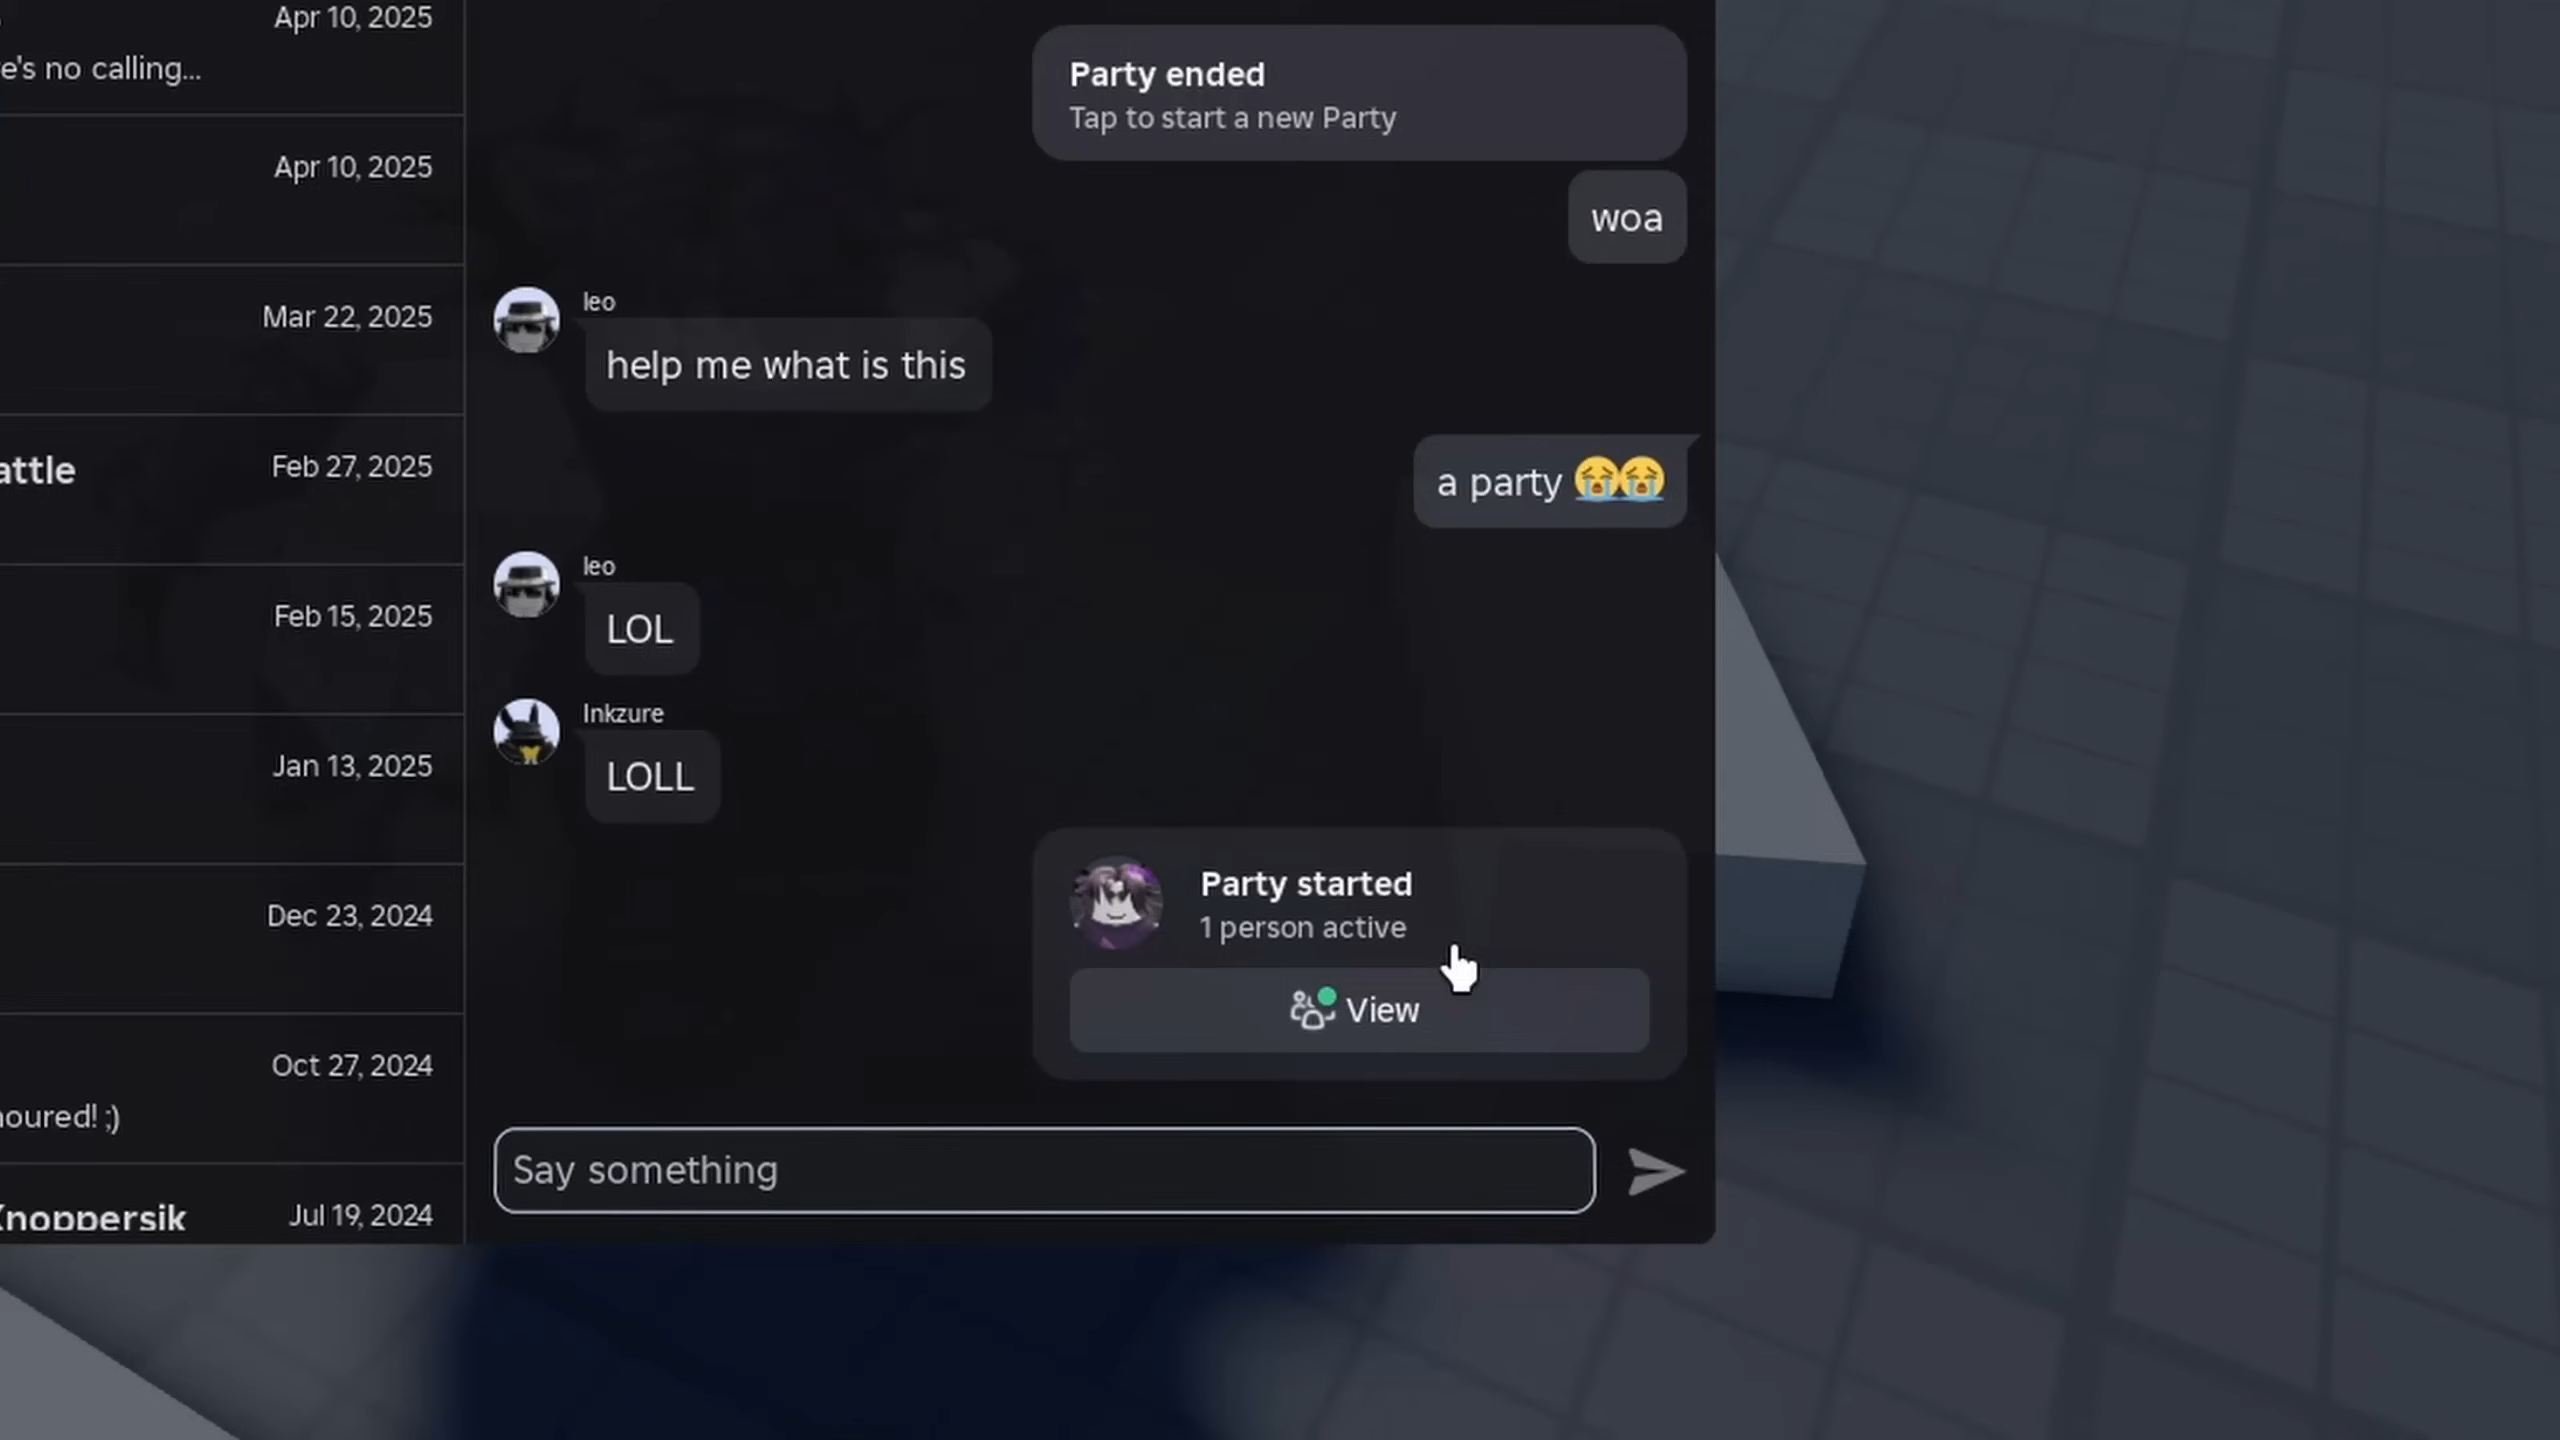 Apr 10, 2025
e's no calling...
Apr 10, 2025
Mar 22, 2025
attle
Feb 27, 2025
Feb 15, 2025
Jan 13, 2025
Dec 23, 2024
Oct 27, 2024
oured! ;)
Knoppersik
Jul 19, 2024
Party ended
Tap to start a new Party
woa
leo
help me what is this
a party 😭😭
leo
LOL
Inkzure
LOLL
Party started
1 person active
View
Say something